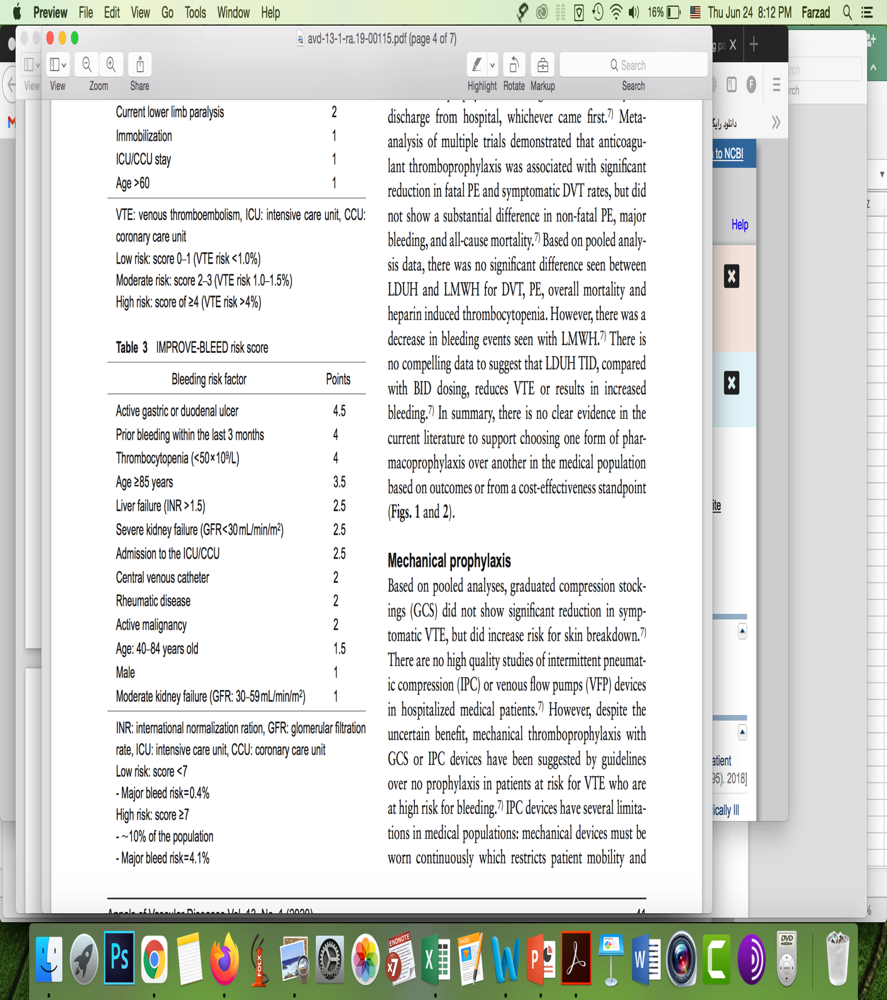 Preview File Edit View Go Tools Window Help
16% Thu Jun 24 8:12 PM Farzad
avd-13-1-ra.19-00115.pdf (page 4 of 7)
View
View Zoom Share
Highlight Rotate Markup
Search
Search
Current lower limb paralysis 2
Immobilization 1
ICU/CCU stay 1
Age >60 1
VTE: venous thromboembolism, ICU: intensive care unit, CCU:
coronary care unit
Low risk: score 0–1 (VTE risk <1.0%)
Moderate risk: score 2–3 (VTE risk 1.0–1.5%)
High risk: score of ≥4 (VTE risk >4%)
Table 3 IMPROVE-BLEED risk score
Bleeding risk factor Points
Active gastric or duodenal ulcer 4.5
Prior bleeding within the last 3 months 4
Thrombocytopenia (<50×10⁹/L) 4
Age ≥85 years 3.5
Liver failure (INR >1.5) 2.5
Severe kidney failure (GFR<30 mL/min/m²) 2.5
Admission to the ICU/CCU 2.5
Central venous catheter 2
Rheumatic disease 2
Active malignancy 2
Age: 40–84 years old 1.5
Male 1
Moderate kidney failure (GFR: 30–59 mL/min/m²) 1
INR: international normalization ration, GFR: glomerular filtration
rate, ICU: intensive care unit, CCU: coronary care unit
Low risk: score <7
- Major bleed risk=0.4%
High risk: score ≥7
- ~10% of the population
- Major bleed risk=4.1%
discharge from hospital, whichever came first.⁷⁾ Meta-
analysis of multiple trials demonstrated that anticoagu-
lant thromboprophylaxis was associated with significant
reduction in fatal PE and symptomatic DVT rates, but did
not show a substantial difference in non-fatal PE, major
bleeding, and all-cause mortality.⁷⁾ Based on pooled analy-
sis data, there was no significant difference seen between
LDUH and LMWH for DVT, PE, overall mortality and
heparin induced thrombocytopenia. However, there was a
decrease in bleeding events seen with LMWH.⁷⁾ There is
no compelling data to suggest that LDUH TID, compared
with BID dosing, reduces VTE or results in increased
bleeding.⁷⁾ In summary, there is no clear evidence in the
current literature to support choosing one form of phar-
macoprophylaxis over another in the medical population
based on outcomes or from a cost-effectiveness standpoint
(Figs. 1 and 2).
Mechanical prophylaxis
Based on pooled analyses, graduated compression stock-
ings (GCS) did not show significant reduction in symp-
tomatic VTE, but did increase risk for skin breakdown.⁷⁾
There are no high quality studies of intermittent pneumat-
ic compression (IPC) or venous flow pumps (VFP) devices
in hospitalized medical patients.⁷⁾ However, despite the
uncertain benefit, mechanical thromboprophylaxis with
GCS or IPC devices have been suggested by guidelines
over no prophylaxis in patients at risk for VTE who are
at high risk for bleeding.⁷⁾ IPC devices have several limita-
tions in medical populations: mechanical devices must be
worn continuously which restricts patient mobility and
Annals of Vascular Diseases Vol. 13, No. 1 (2020)
دانلود رایگ
to NCBI
Help
ite
atient
95). 2018]
ically Ill
Ps
FOLX
ENDNOTE
X7
PAGES
DVD